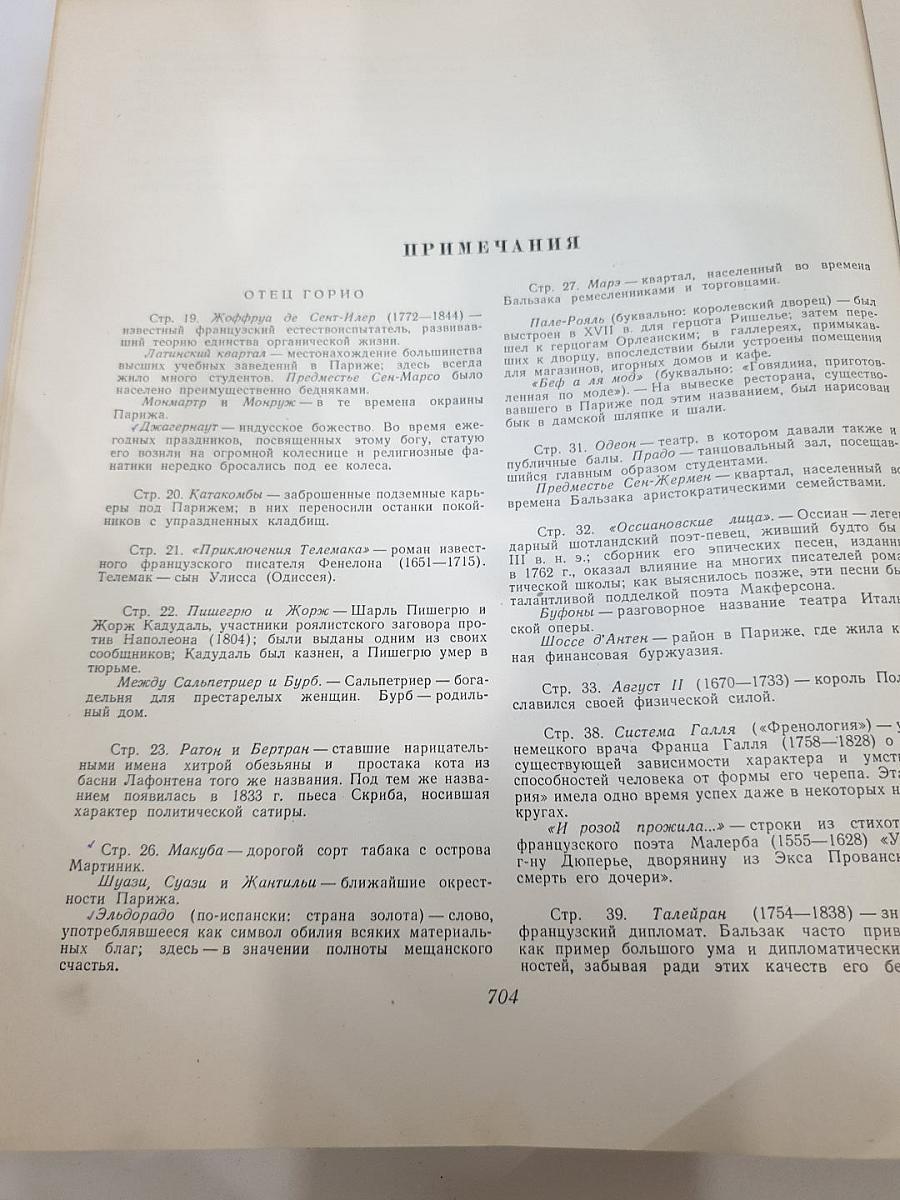 ПРИМЕЧАНИЯ
ОТЕЦ ГОРИО
Стр. 19. Жоффруа де Сент-Илер (1772—1844) —
известный французский естествоиспытатель, развивав-
ший теорию единства органической жизни.
Латинский квартал — местонахождение большинства
высших учебных заведений в Париже; здесь всегда
жило много студентов. Предместье Сен-Марсо было
населено преимущественно бедняками.
Монмартр и Монруж — в те времена окраины
Парижа.
Джагернаут — индусское божество. Во время еже-
годных праздников, посвященных этому богу, статую
его возили на огромной колеснице и религиозные фа-
натики нередко бросались под ее колеса.
Стр. 20. Катакомбы — заброшенные подземные карь-
еры под Парижем; в них переносили останки покой-
ников с упраздненных кладбищ.
Стр. 21. «Приключения Телемака» — роман извест-
ного французского писателя Фенелона (1651—1715).
Телемак — сын Улисса (Одиссея).
Стр. 22. Пишегрю и Жорж — Шарль Пишегрю и
Жорж Кадудаль, участники роялистского заговора про-
тив Наполеона (1804); были выданы одним из своих
сообщников; Кадудаль был казнен, а Пишегрю умер в
тюрьме.
Между Сальпетриер и Бурб. — Сальпетриер — бога-
дельня для престарелых женщин. Бурб — родиль-
ный дом.
Стр. 23. Ратон и Бертран — ставшие нарицатель-
ными имена хитрой обезьяны и простака кота из
басни Лафонтена того же названия. Под тем же назва-
нием появилась в 1833 г. пьеса Скриба, носившая
характер политической сатиры.
Стр. 26. Макуба — дорогой сорт табака с острова
Мартиник.
Шуази, Суази и Жантильи — ближайшие окрест-
ности Парижа.
Эльдорадо (по-испански: страна золота) — слово,
употреблявшееся как символ обилия всяких материаль-
ных благ; здесь — в значении полноты мещанского
счастья.
Стр. 27. Марэ — квартал, населенный во времена
Бальзака ремесленниками и торговцами.
Пале-Рояль (буквально: королевский дворец) — был
выстроен в XVII в. для герцога Ришелье; затем пере-
шел к герцогам Орлеанским; в галлереях, примыкав-
ших к дворцу, впоследствии были устроены помещения
для магазинов, игорных домов и кафе.
«Беф а ля мод» (буквально: «Говядина, приготов-
ленная по моде»). — На вывеске ресторана, существо-
вавшего в Париже под этим названием, был нарисован
бык в дамской шляпке и шали.
Стр. 31. Одеон — театр, в котором давали также и
публичные балы. Прадо — танцовальный зал, посещав-
шийся главным образом студентами.
Предместье Сен-Жермен — квартал, населенный во
времена Бальзака аристократическими семействами.
Стр. 32. «Оссиановские лица». — Оссиан — леген
дарный шотландский поэт-певец, живший будто бы
III в. н. э.; сборник его эпических песен, изданны
в 1762 г., оказал влияние на многих писателей рома
тической школы; как выяснилось позже, эти песни бы
талантливой подделкой поэта Макферсона.
Буфоны — разговорное название театра Италь
ской оперы.
Шоссе д'Антен — район в Париже, где жила к
ная финансовая буржуазия.
Стр. 33. Август II (1670—1733) — король Пол
славился своей физической силой.
Стр. 38. Система Галля («Френология») — у
немецкого врача Франца Галля (1758—1828) о
существующей зависимости характера и умст
способностей человека от формы его черепа. Эта
рия» имела одно время успех даже в некоторых н
кругах.
«И розой прожила...» — строки из стихот
французского поэта Малерба (1555—1628) «У
г-ну Дюперье, дворянину из Экса Прованс
смерть его дочери».
Стр. 39. Талейран (1754—1838) — зн
французский дипломат. Бальзак часто прив
как пример большого ума и дипломатически
ностей, забывая ради этих качеств его бе
704